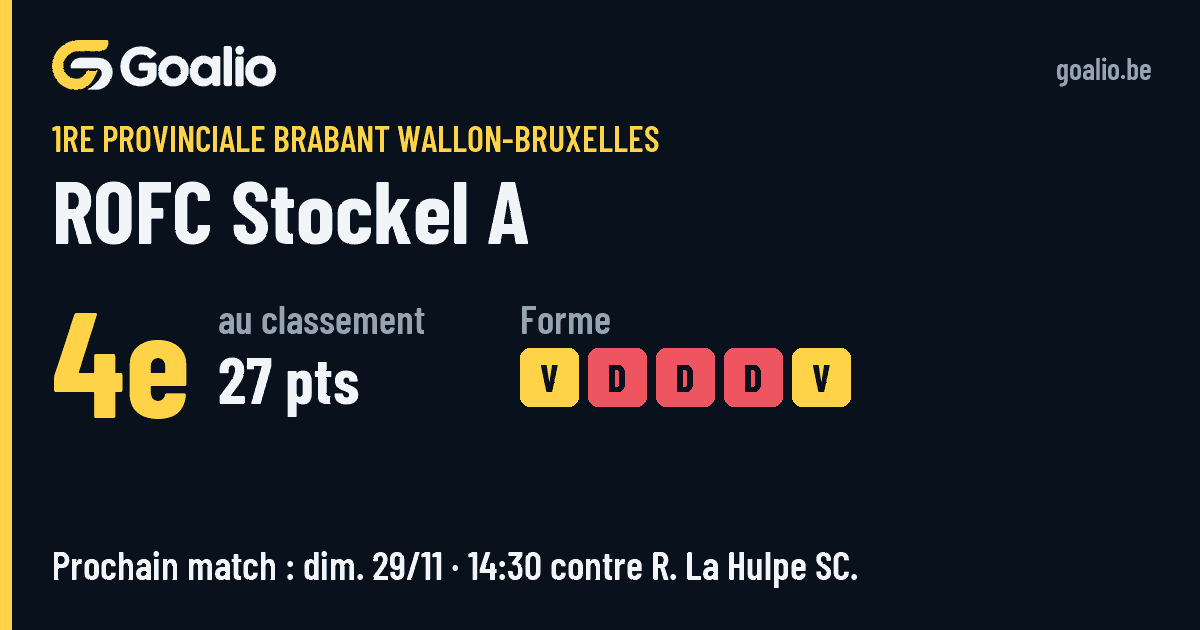 Goalio
goalio.be
1RE PROVINCIALE BRABANT WALLON-BRUXELLES
ROFC Stockel A
4e
au classement
27 pts
Forme
V D D D V
Prochain match : dim. 29/11 · 14:30 contre R. La Hulpe SC.